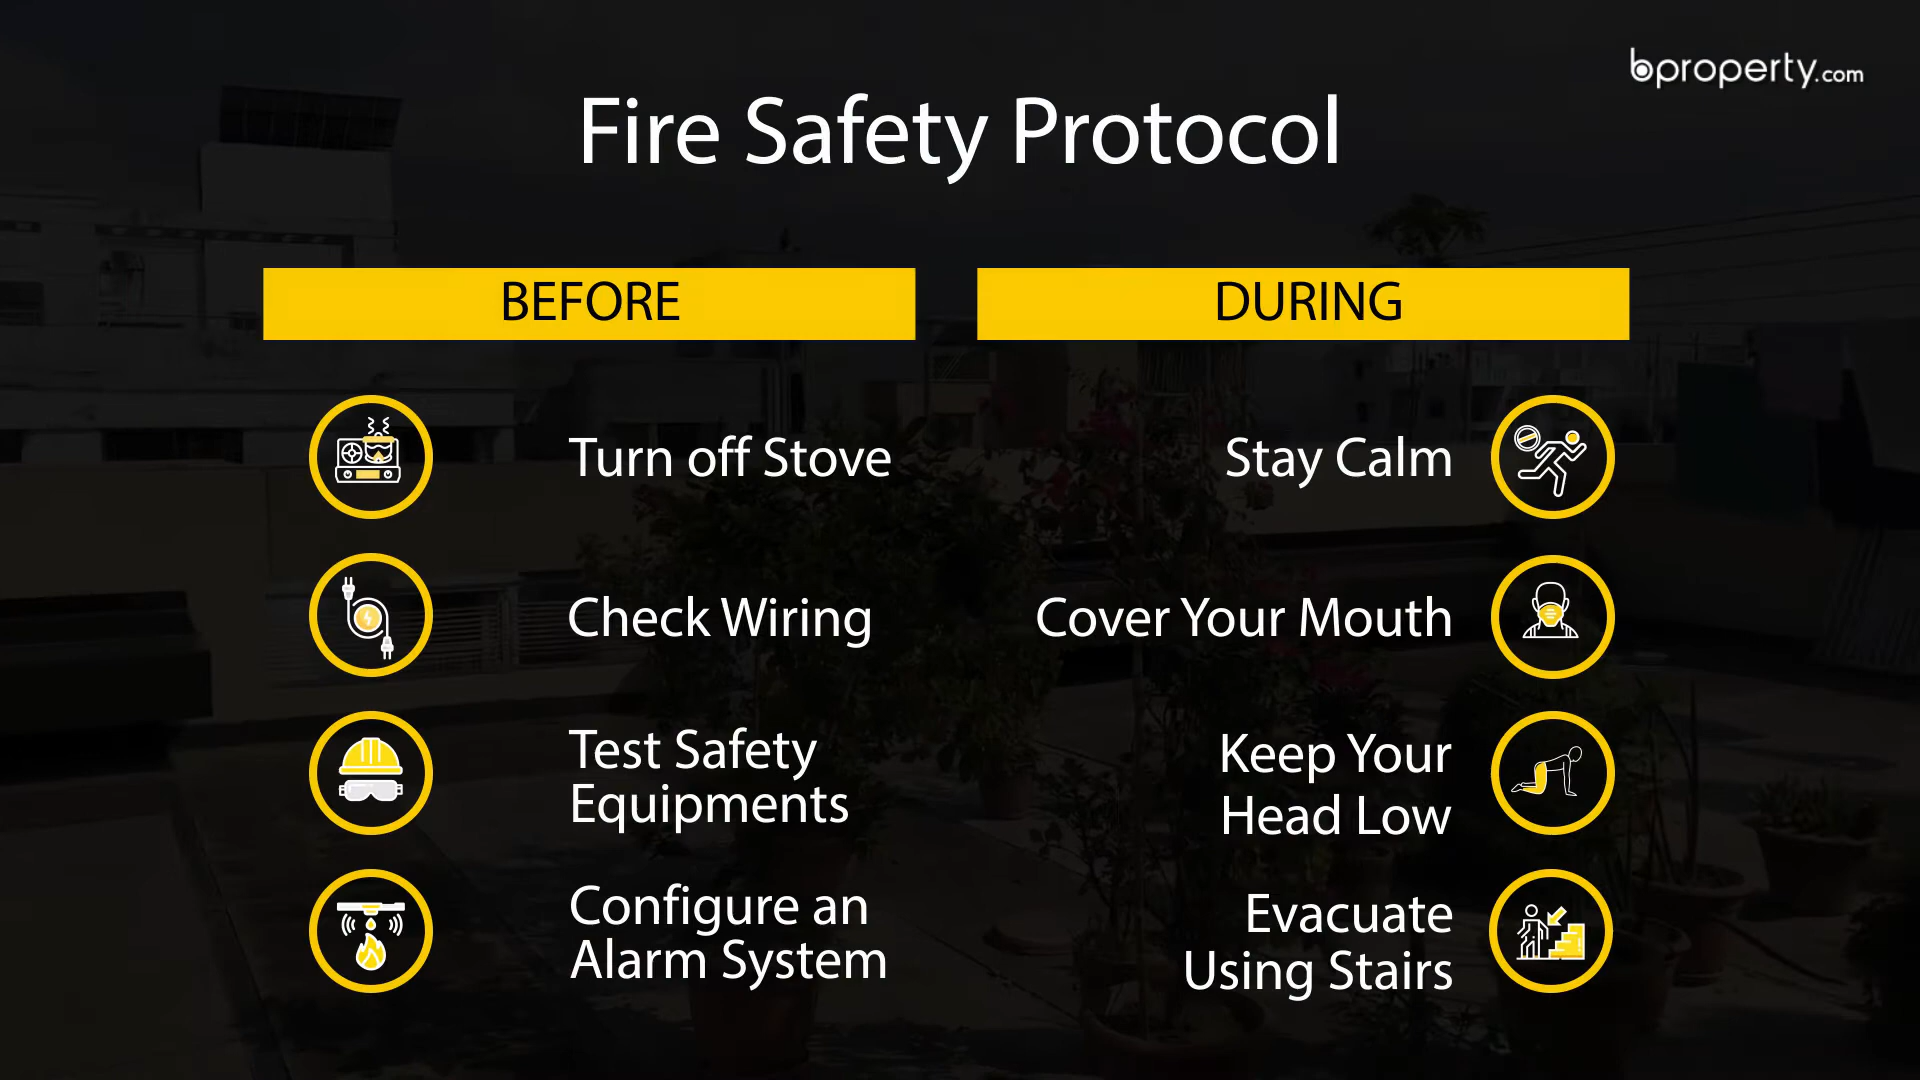 bproperty.com
Fire Safety Protocol
BEFORE
Turn off Stove
Check Wiring
Test Safety
Equipments
Configure an
Alarm System
DURING
Stay Calm
Cover Your Mouth
Keep Your
Head Low
Evacuate
Using Stairs